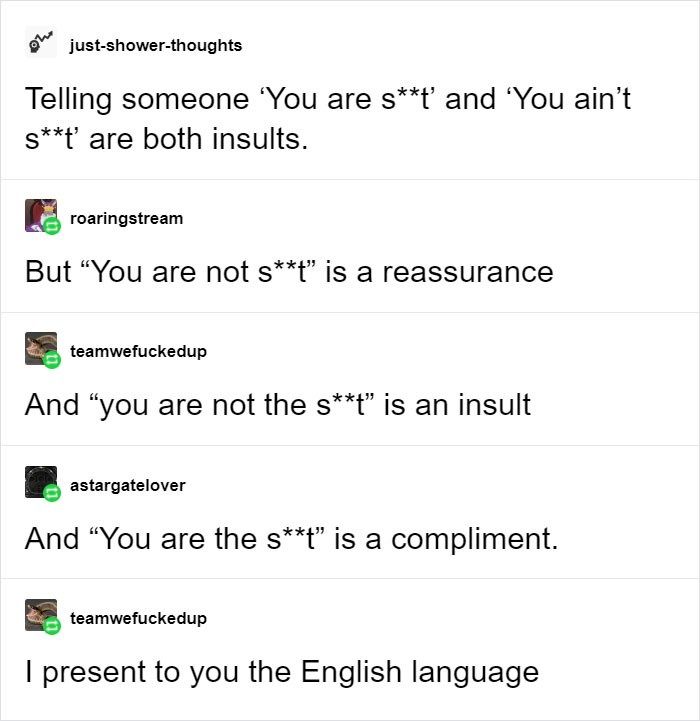 just-shower-thoughts
Telling someone ‘You are s**t’ and ‘You ain’t
s**t’ are both insults.
roaringstream
But “You are not s**t” is a reassurance
teamwefuckedup
And “you are not the s**t” is an insult
astargatelover
And “You are the s**t” is a compliment.
teamwefuckedup
I present to you the English language